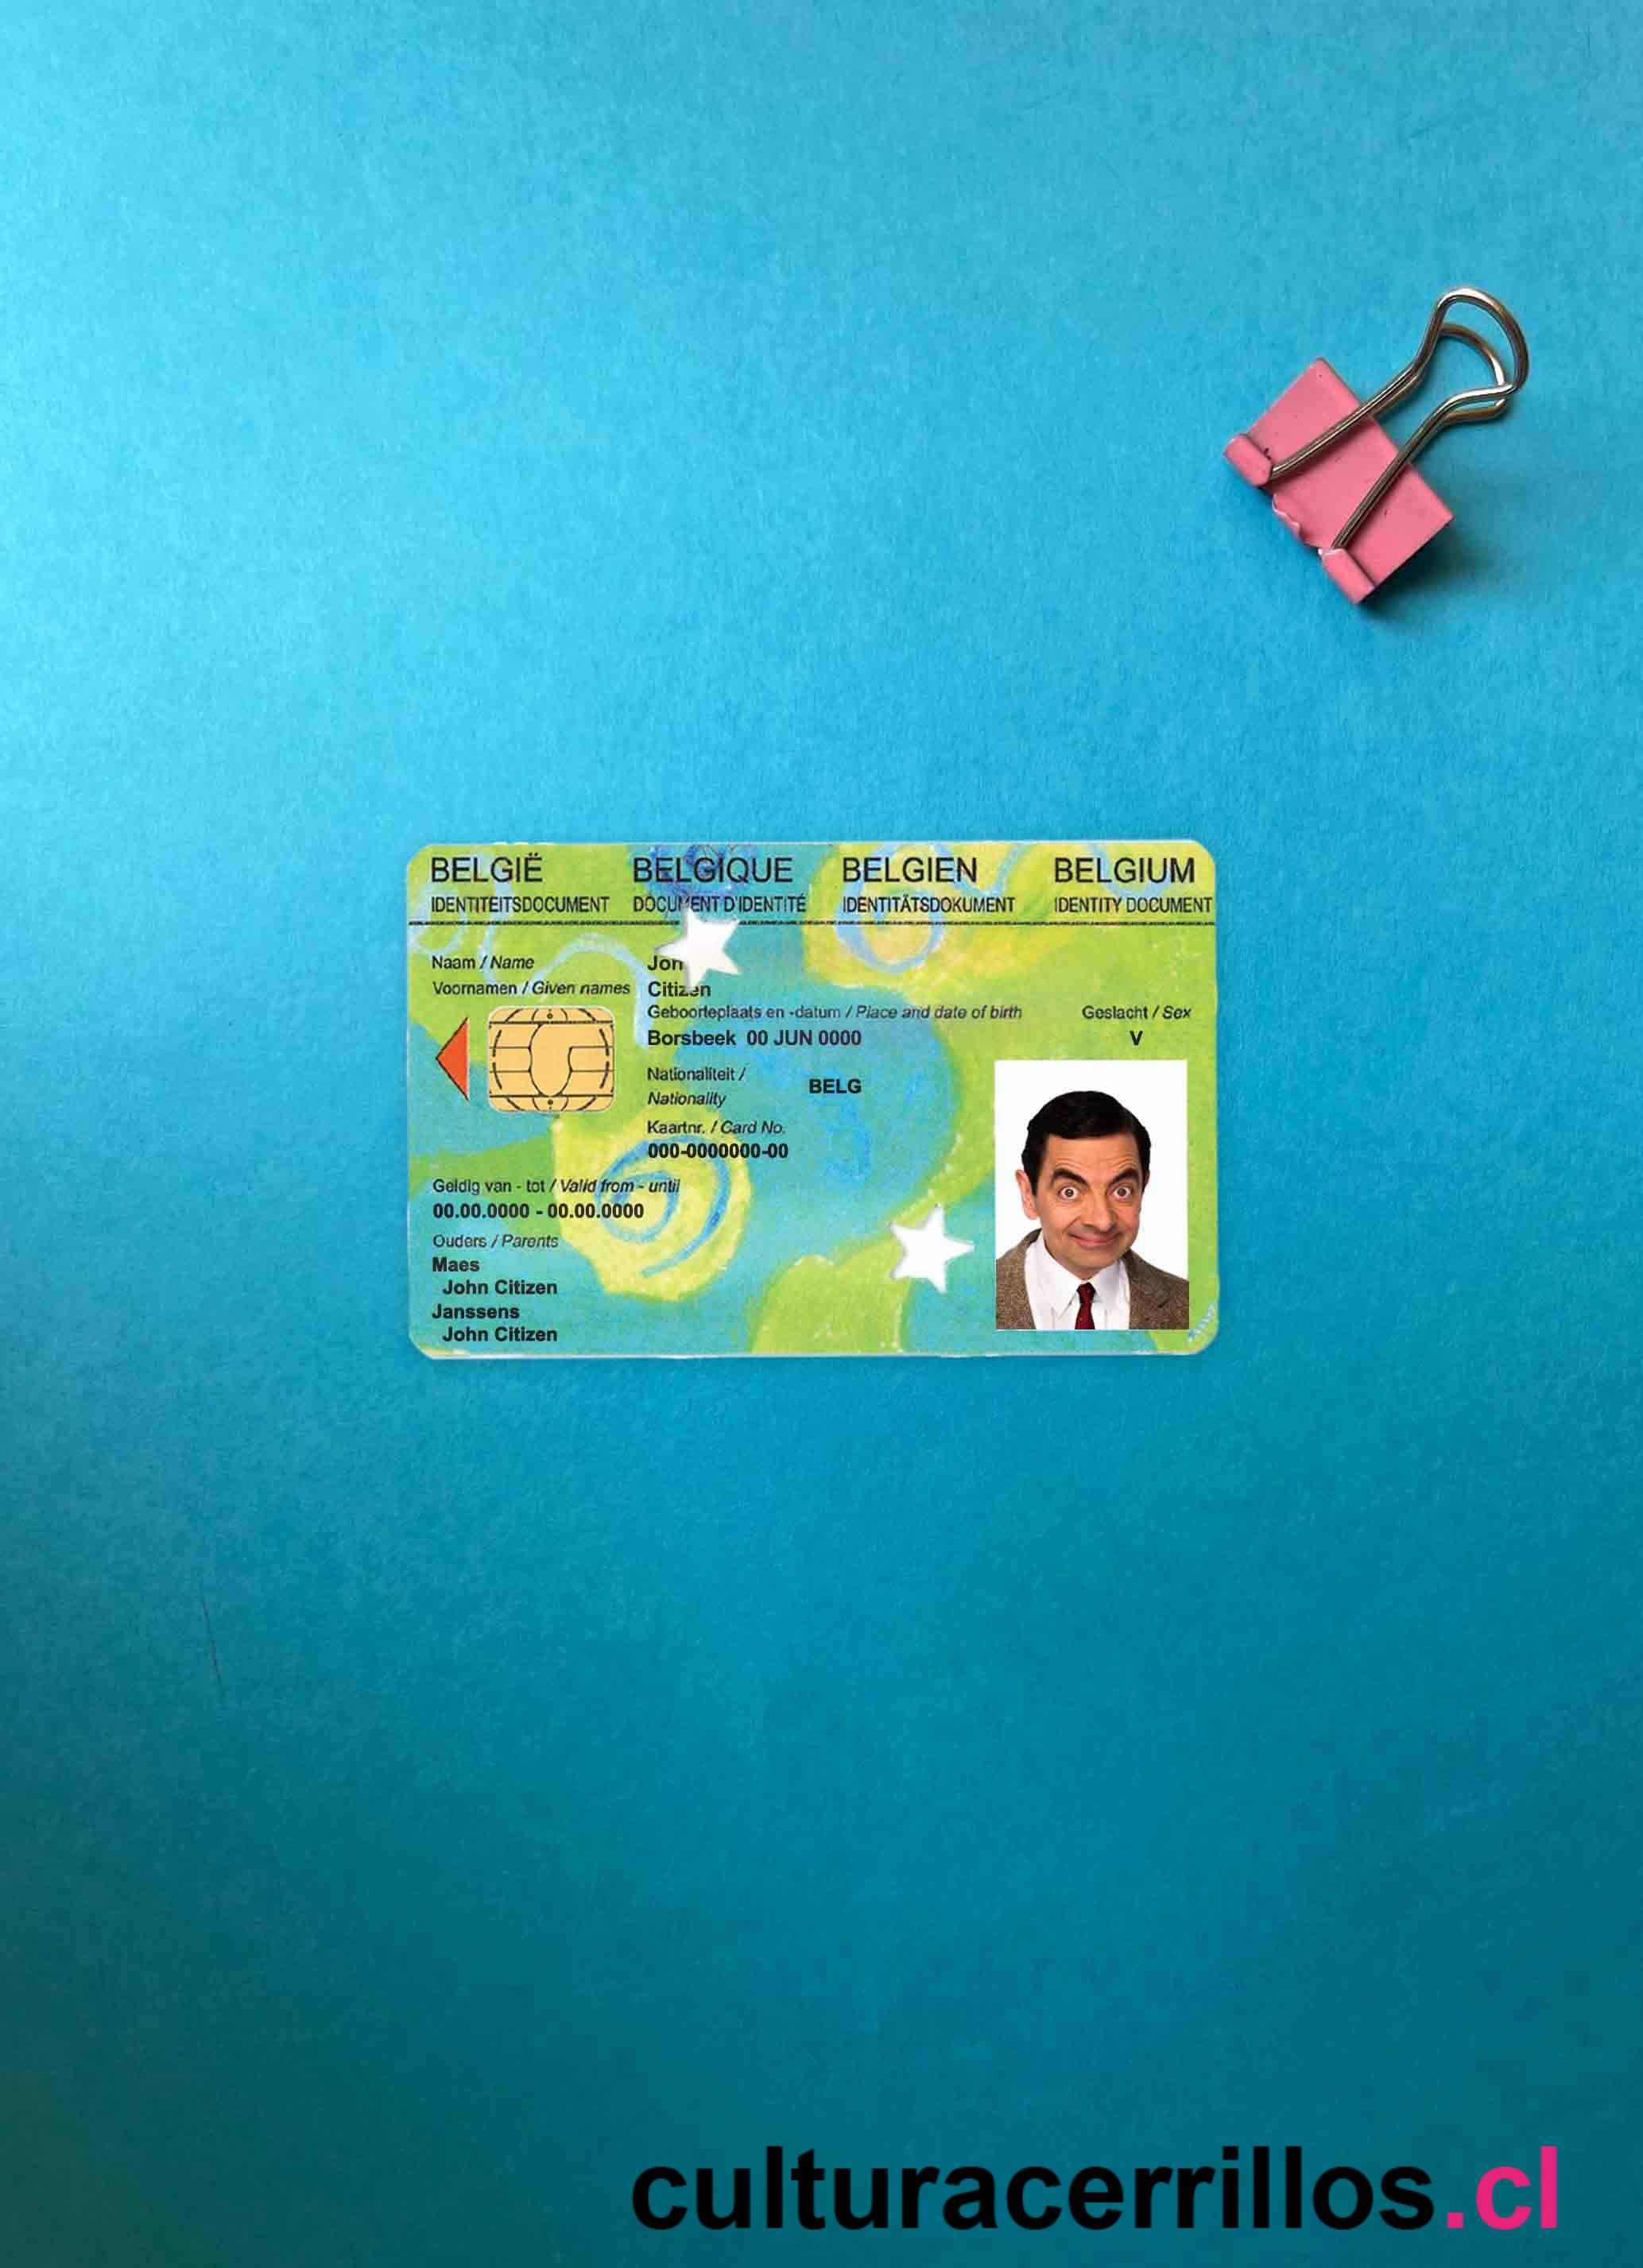 BELGIË BELGIQUE BELGIEN BELGIUM
IDENTITEITSDOCUMENT DOCUMENT D'IDENTITÉ IDENTITÄTSDOKUMENT IDENTITY DOCUMENT
Naam / Name Jon
Voornamen / Given names Citizen
Geboorteplaats en -datum / Place and date of birth Geslacht / Sex
Borsbeek 00 JUN 0000 V
Nationaliteit /
Nationality BELG
Kaartnr. / Card No.
000-0000000-00
Geldig van - tot / Valid from - until
00.00.0000 - 00.00.0000
Ouders / Parents
Maes
John Citizen
Janssens
John Citizen
culturacerrillos.cl